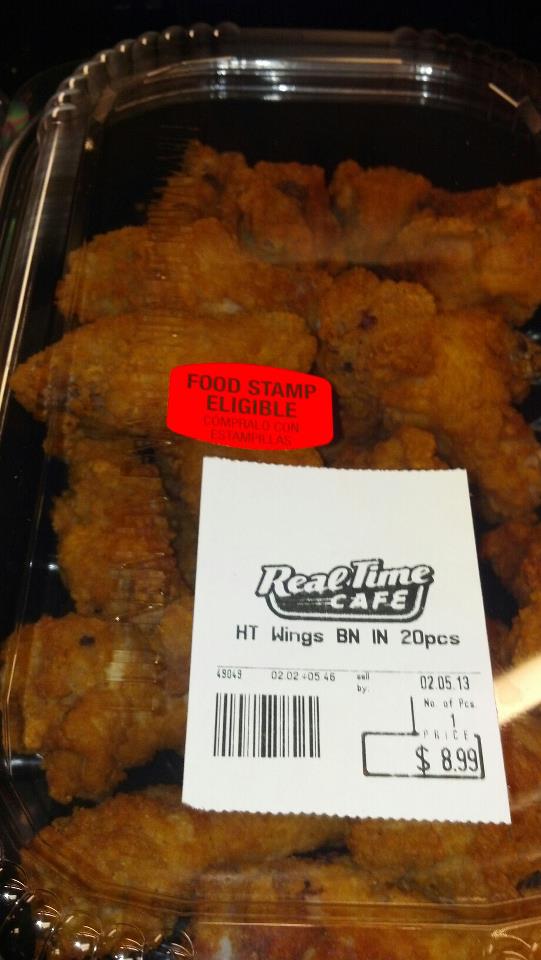 FOOD STAMP
ELIGIBLE
CÓMPRALO CON
ESTAMPILLAS
Real Time
CAFE
HT Wings BN IN 20pcs
49049 02.02 05 46 sell by: 02.05.13
No. of Pcs
1
PRICE
$ 8.99